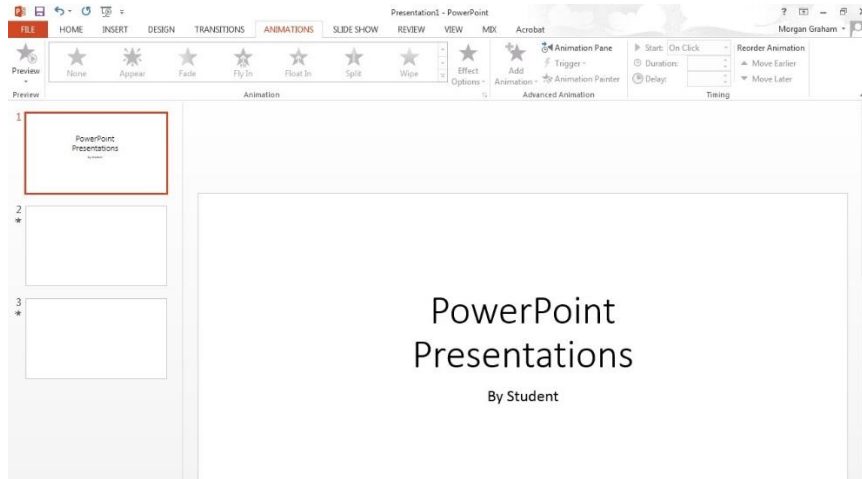 Presentation1 - PowerPoint
FILE HOME INSERT DESIGN TRANSITIONS ANIMATIONS SLIDE SHOW REVIEW VIEW MIX Acrobat Morgan Graham
Preview None Appear Fade Fly In Float In Split Wipe Effect Options Add Animation Animation Pane Trigger Animation Painter Start: On Click Duration: Delay: Reorder Animation Move Earlier Move Later
Preview Animation Advanced Animation Timing
1
PowerPoint
Presentations
By Student
2
3
PowerPoint
Presentations
By Student